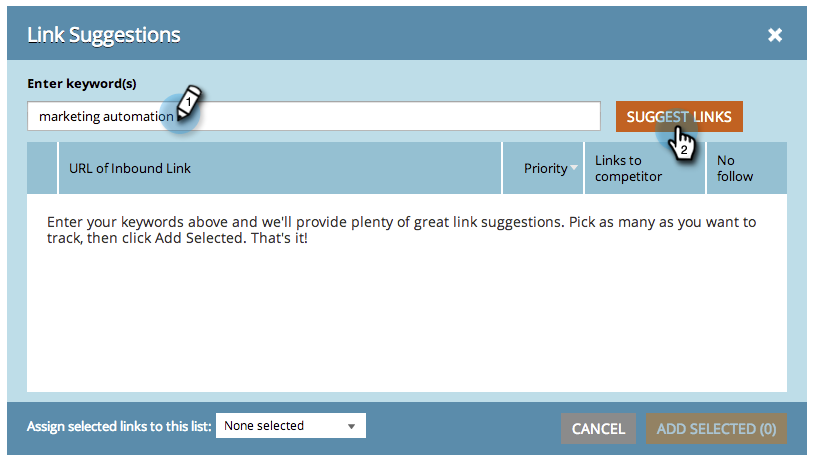 Link Suggestions
Enter keyword(s)
1
marketing automation
SUGGEST LINKS
2
URL of Inbound Link
Priority
Links to
competitor
No
follow
Enter your keywords above and we'll provide plenty of great link suggestions. Pick as many as you want to
track, then click Add Selected. That's it!
Assign selected links to this list:
None selected
CANCEL
ADD SELECTED (0)